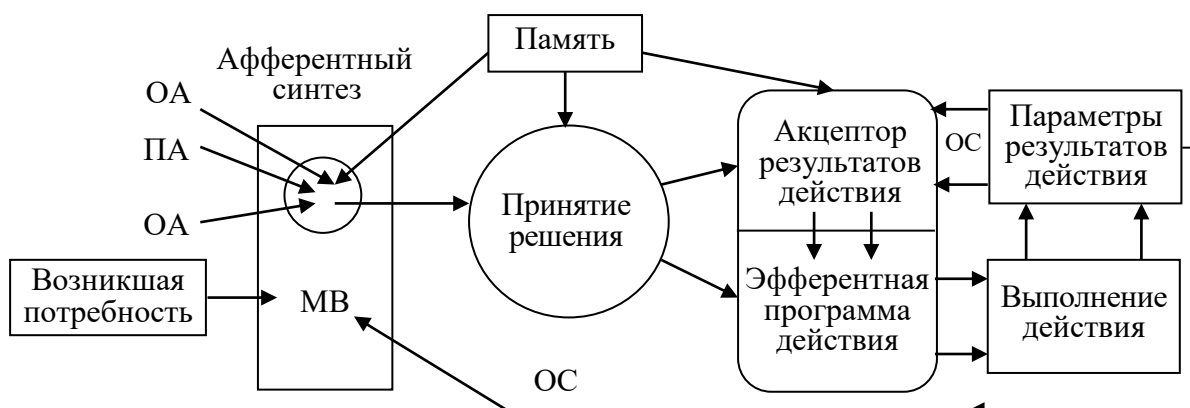 Память
Афферентный
синтез
ОА
ПА
ОА
Возникшая
потребность
МВ
Принятие
решения
Акцептор
результатов
действия
Эфферентная
программа
действия
ОС
Параметры
результатов
действия
Выполнение
действия
ОС